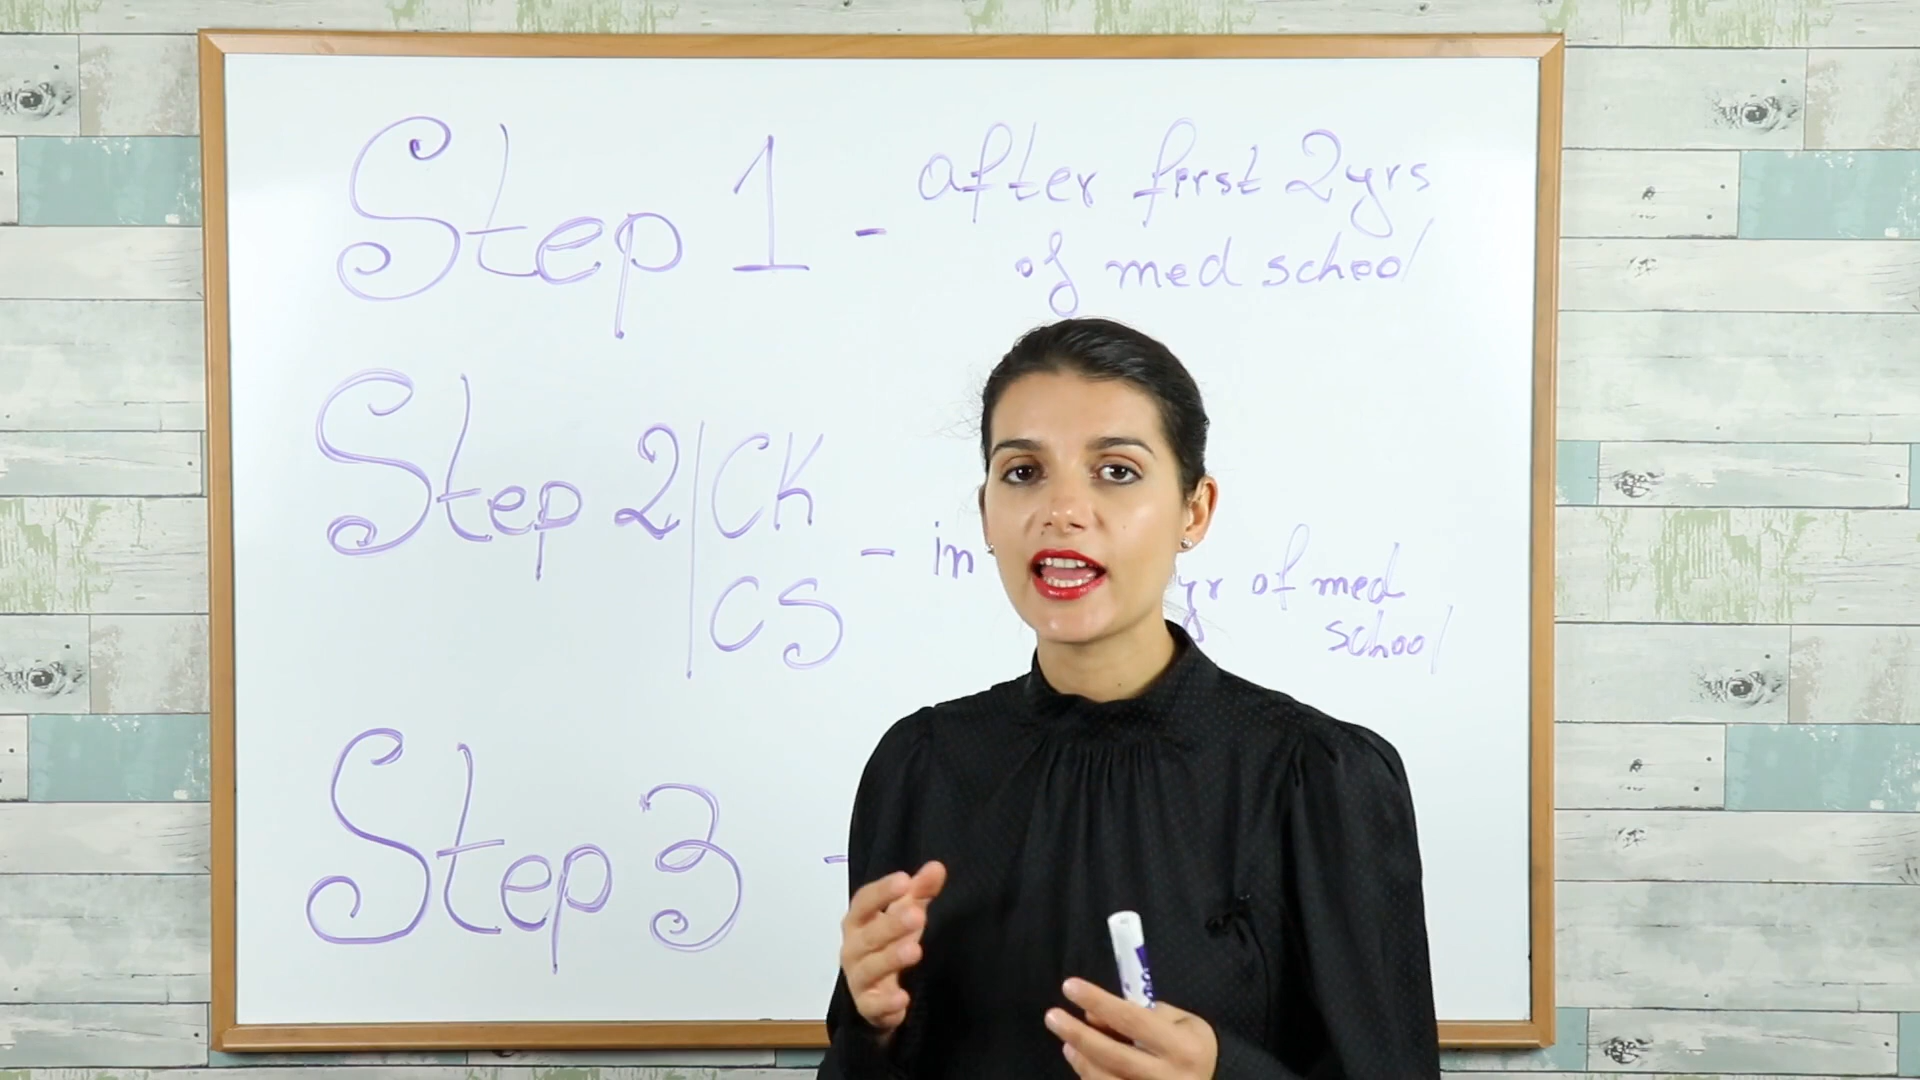 Step 1 - after first 2yrs
of med school
Step 2 | CK
CS
- in yr of med
school
Step 3 -